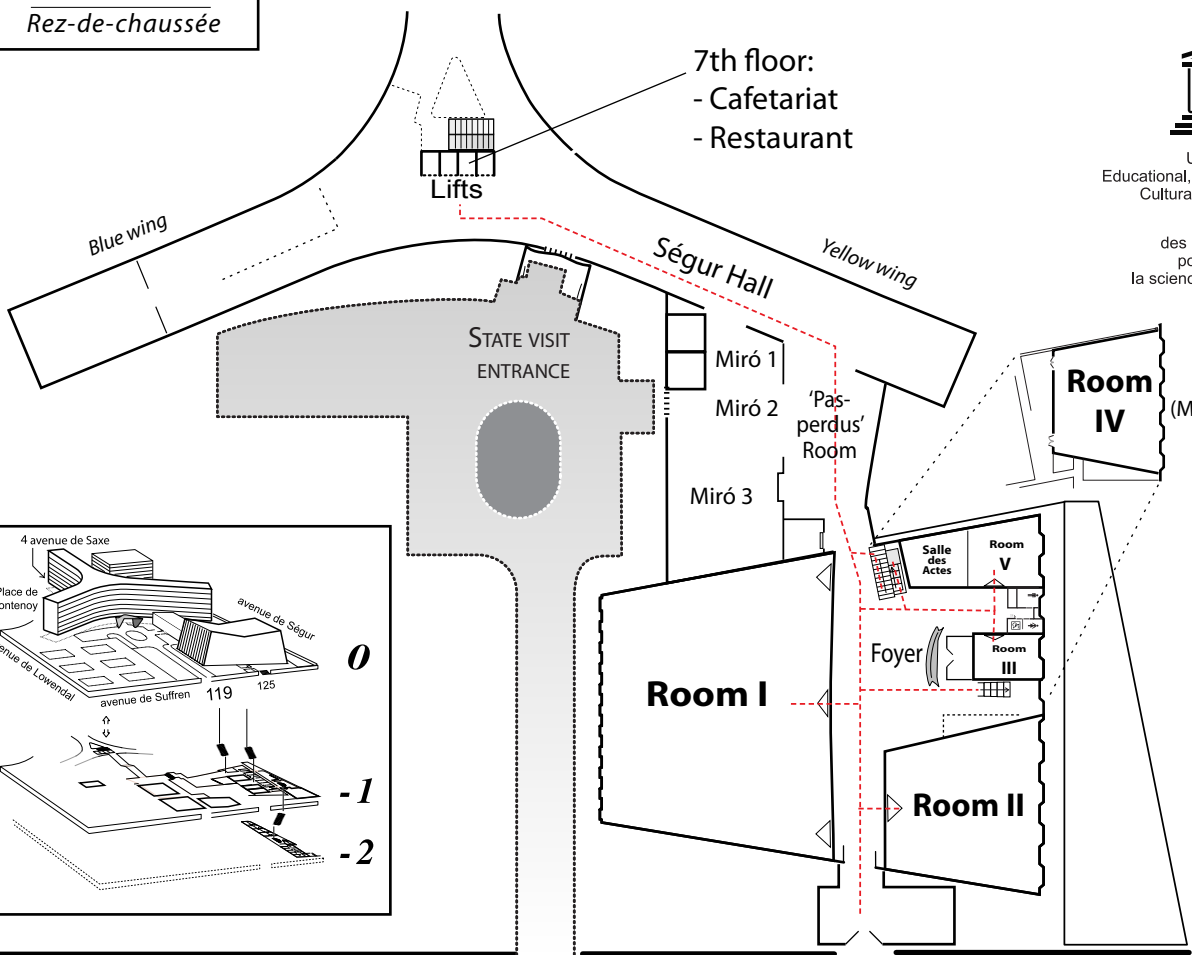 Rez-de-chaussée
7th floor:
- Cafetariat
- Restaurant
Lifts
Blue wing
Ségur Hall
Yellow wing
Educational,
Cultura
des
po
la scienc
STATE VISIT
ENTRANCE
Miró 1
Miró 2
Miró 3
'Pas-
perdus'
Room
Room
IV
(M
Salle
des
Actes
Room
V
Foyer
Room
III
Room I
Room II
4 avenue de Saxe
Place de
ontenoy
avenue de Ségur
enue de Lowendal
avenue de Suffren
119
125
0
-1
-2